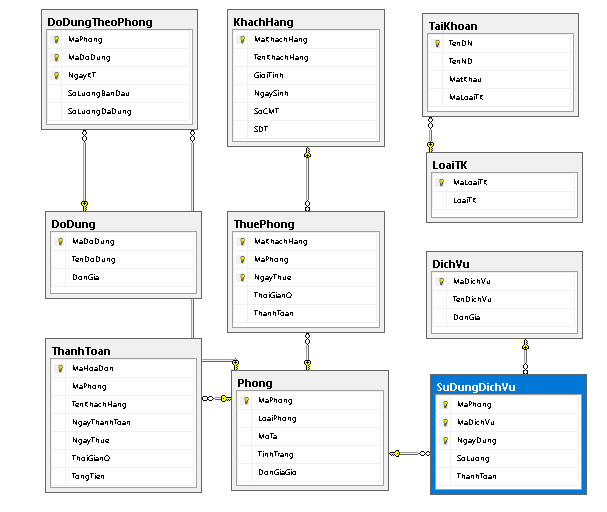 DoDungTheoPhong
MaPhong
MaDoDung
NgayKT
SoLuongBanDau
SoLuongDaDung
KhachHang
MaKhachHang
TenKhachHang
GioiTinh
NgaySinh
SoCMT
SDT
TaiKhoan
TenDN
TenND
MatKhau
MaLoaiTK
LoaiTK
MaLoaiTK
LoaiTK
DoDung
MaDoDung
TenDoDung
DonGia
ThuePhong
MaKhachHang
MaPhong
NgayThue
ThoiGianO
ThanhToan
DichVu
MaDichVu
TenDichVu
DonGia
ThanhToan
MaHoaDon
MaPhong
TenKhachHang
NgayThanhToan
NgayThue
ThoiGianO
TongTien
Phong
MaPhong
LoaiPhong
MoTa
TinhTrang
DonGiaGio
SuDungDichVu
MaPhong
MaDichVu
NgayDung
SoLuong
ThanhToan